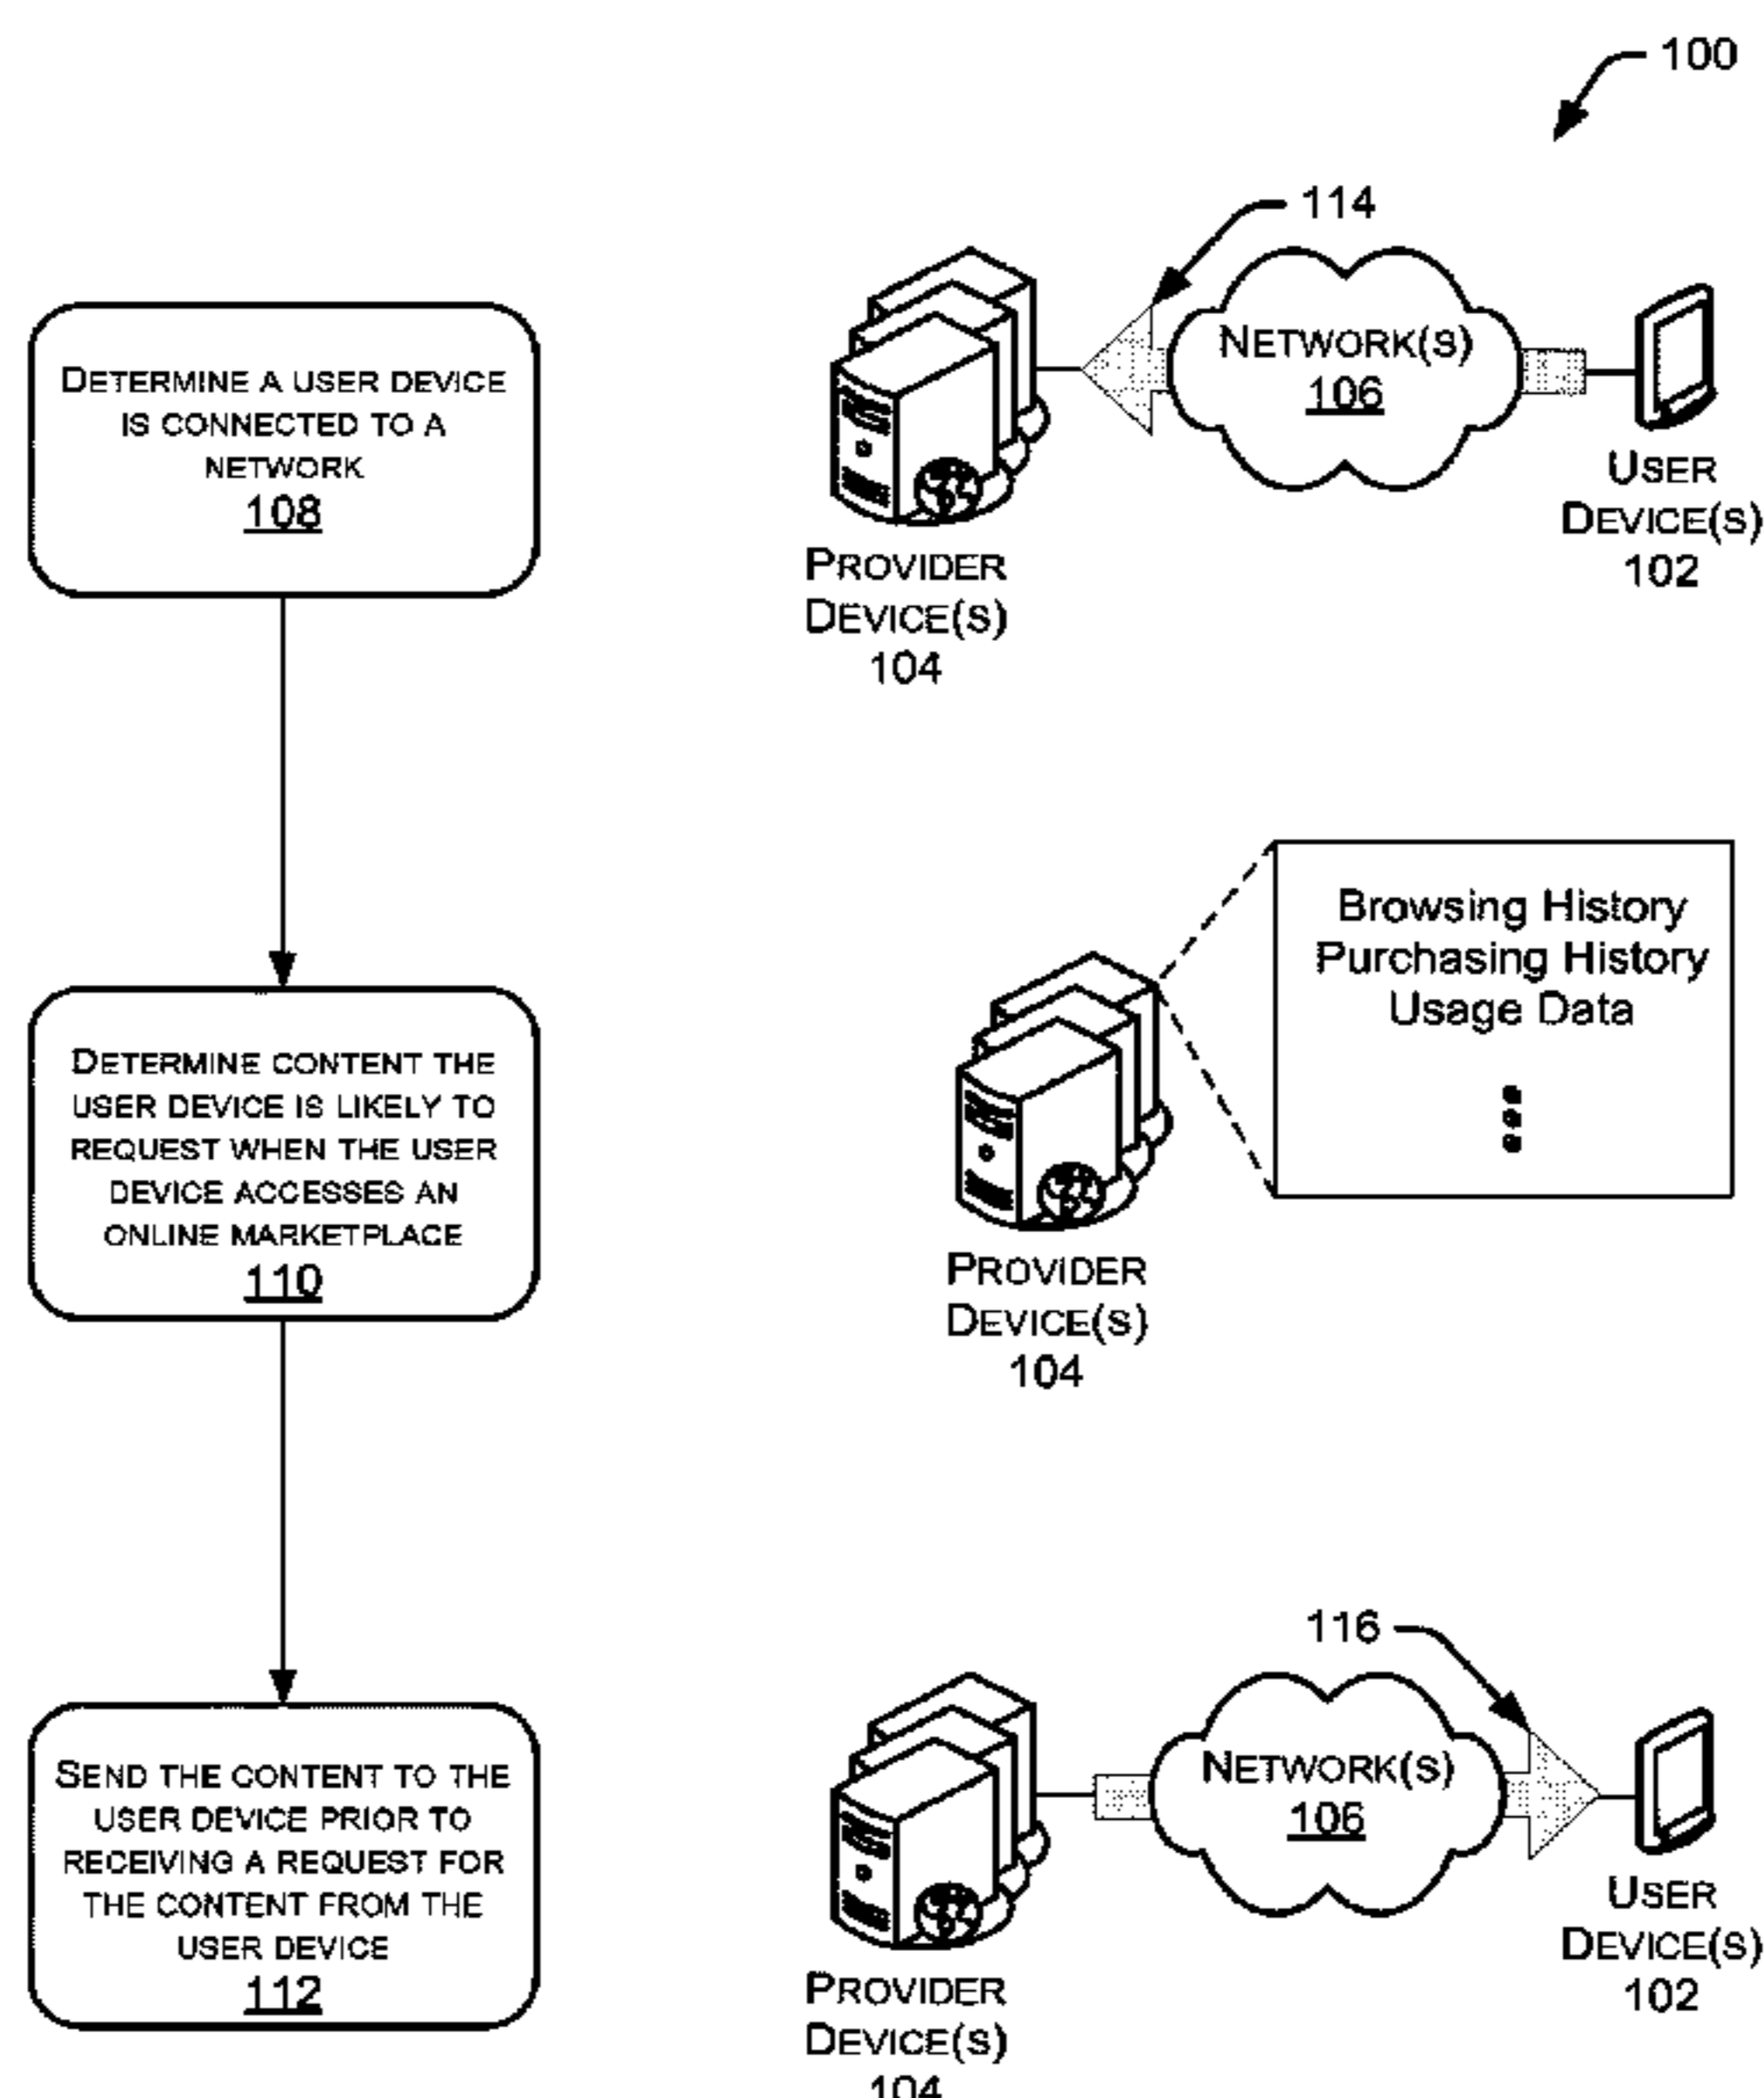 100
114
DETERMINE A USER DEVICE
IS CONNECTED TO A
NETWORK
108
NETWORK(S)
106
USER
DEVICE(S)
102
PROVIDER
DEVICE(S)
104
DETERMINE CONTENT THE
USER DEVICE IS LIKELY TO
REQUEST WHEN THE USER
DEVICE ACCESSES AN
ONLINE MARKETPLACE
110
Browsing History
Purchasing History
Usage Data
PROVIDER
DEVICE(S)
104
116
SEND THE CONTENT TO THE
USER DEVICE PRIOR TO
RECEIVING A REQUEST FOR
THE CONTENT FROM THE
USER DEVICE
112
NETWORK(S)
106
USER
DEVICE(S)
102
PROVIDER
DEVICE(S)
104